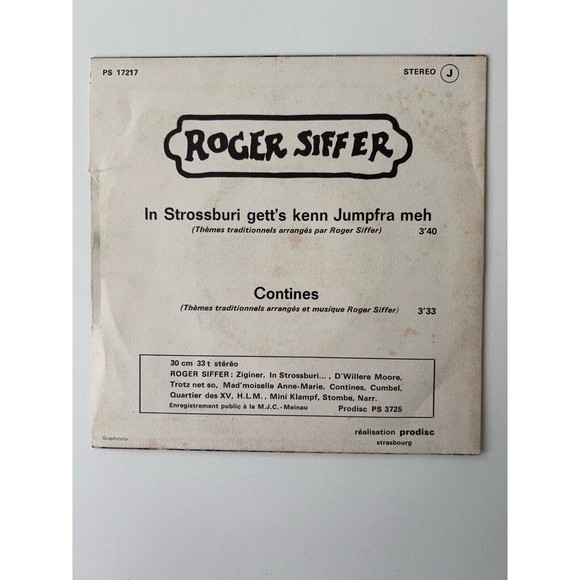 PS 17217
STEREO J
ROGER SIFFER
In Strossburi gett's kenn Jumpfra meh
(Thèmes traditionnels arrangés par Roger Siffer) 3'40
Contines
(Thèmes traditionnels arrangés et musique Roger Siffer) 3'33
30 cm 33 t stéréo
ROGER SIFFER : Ziginer, In Strossburi... , D'Willere Moore,
Trotz net so, Mad'moiselle Anne-Marie, Contines, Cumbel,
Quartier des XV, H.L.M., Mini Klampf, Stombe, Narr.
Enregistrement public à la M.J.C. - Meinau Prodisc PS 3725
Graphicolor
réalisation prodisc
strasbourg